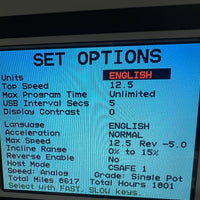 SET OPTIONS
Units ENGLISH
Top Speed 12.5
Max Program Time Unlimited
USB Interval Secs 5
Display Contrast 0
Language ENGLISH
Acceleration NORMAL
Max Speed 12.5 Rev -5.0
Incline Range 0% to 15%
Reverse Enable No
Host Mode CSAFE 1
Speed: Analog Grade: Single Pot
Total Miles 6617 Total Hours 1801
Select with FAST, SLOW keys.